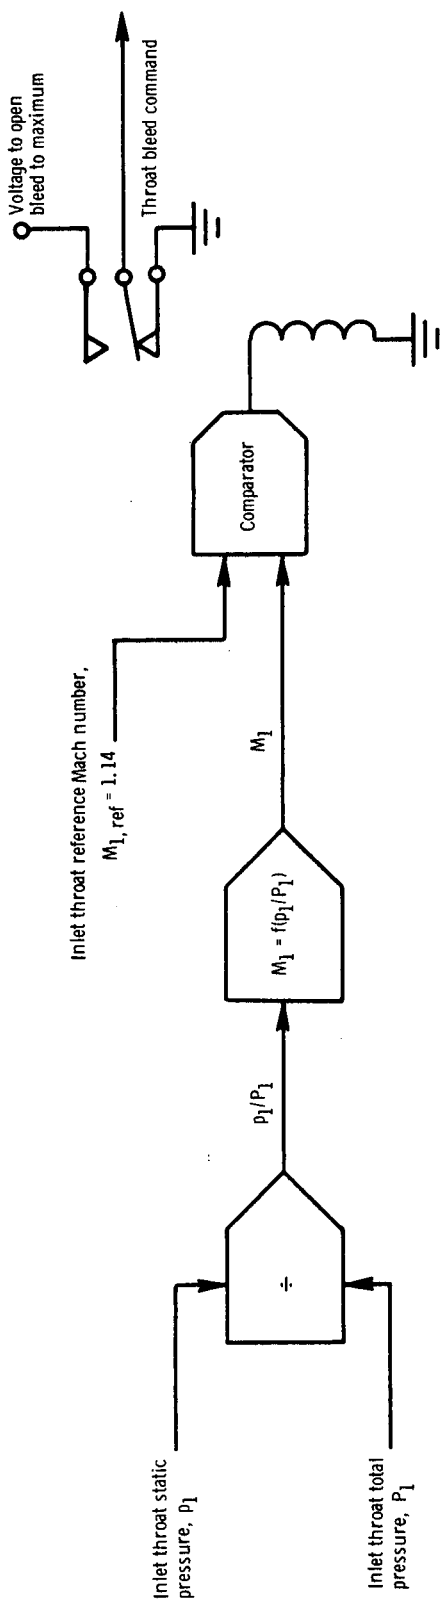 Inlet throat static
pressure, p1
Inlet throat total
pressure, P1
÷
p1/P1
M1 = f(p1/P1)
M1
Inlet throat reference Mach number,
M1, ref = 1.14
Comparator
Voltage to open
bleed to maximum
Throat bleed command